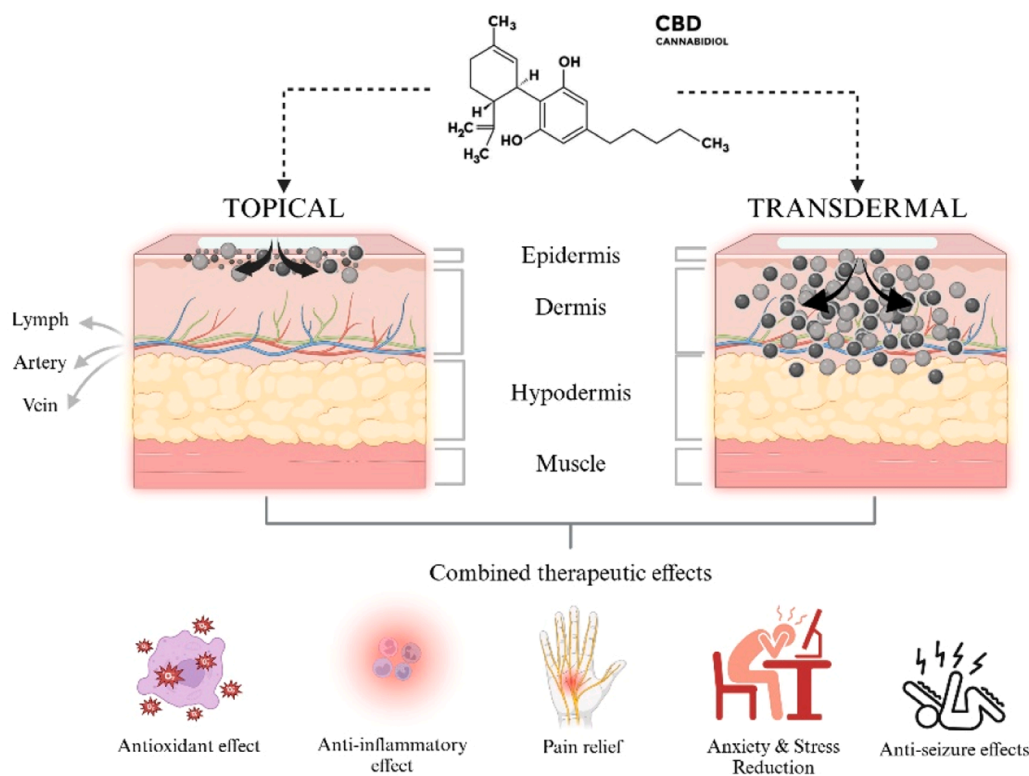 CBD
CANNABIDIOL
CH₃
OH
H
H
H₂C
H₃C
HO
CH₃
TOPICAL
TRANSDERMAL
Epidermis
Dermis
Hypodermis
Muscle
Lymph
Artery
Vein
Combined therapeutic effects
Antioxidant effect
Anti-inflammatory
effect
Pain relief
Anxiety & Stress
Reduction
Anti-seizure effects